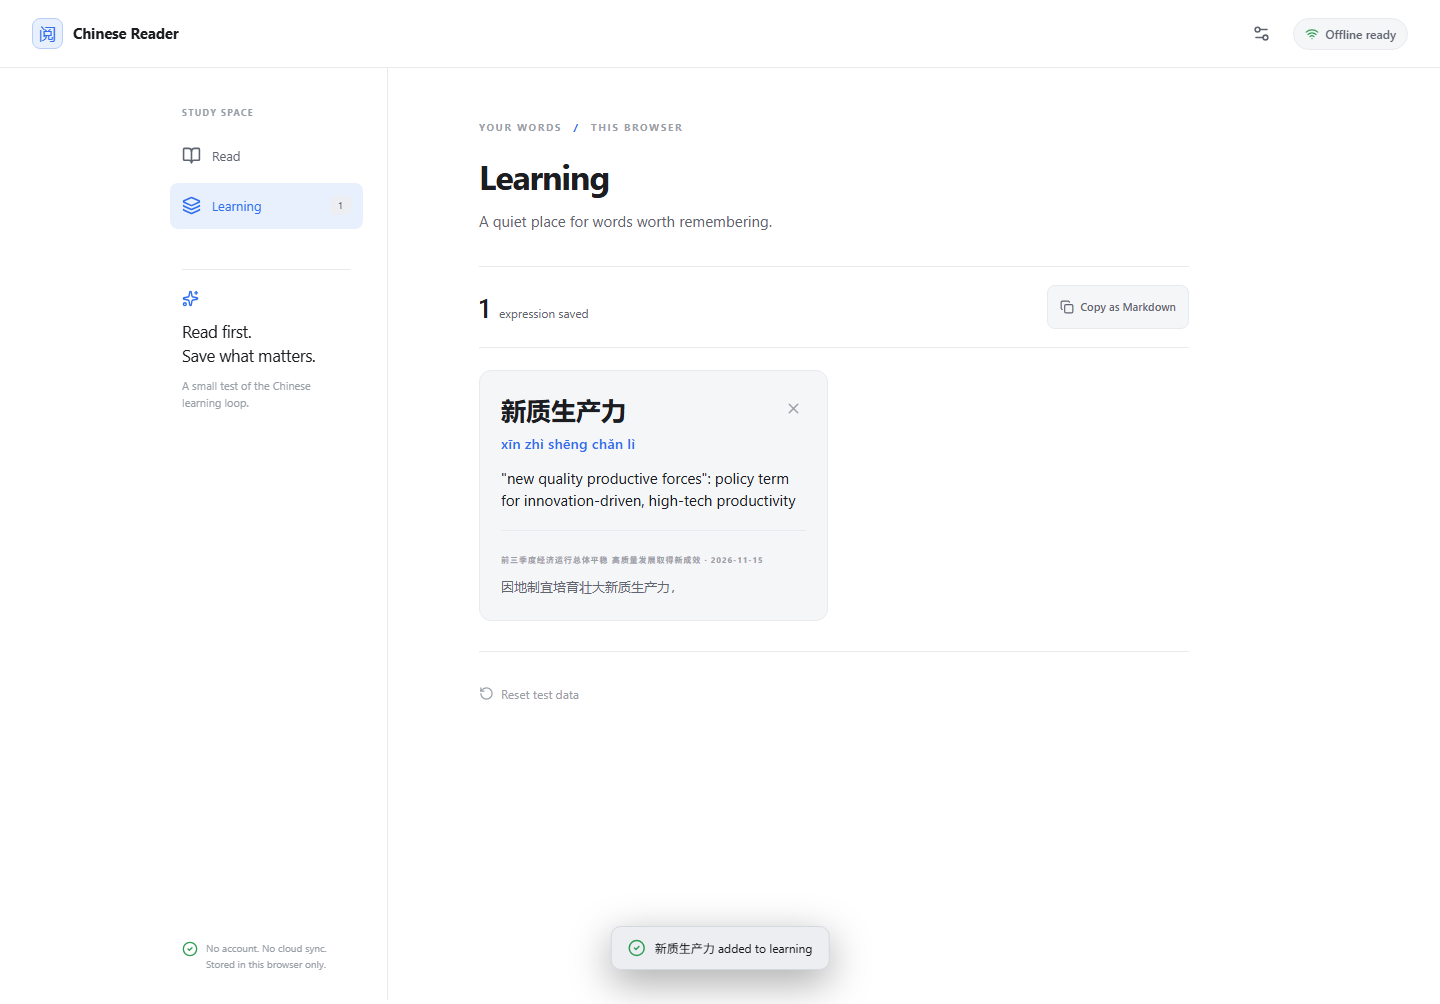 阅 Chinese Reader
Offline ready
STUDY SPACE
Read
Learning 1
Read first.
Save what matters.
A small test of the Chinese
learning loop.
No account. No cloud sync.
Stored in this browser only.
YOUR WORDS / THIS BROWSER
Learning
A quiet place for words worth remembering.
1 expression saved
Copy as Markdown
新质生产力
xīn zhì shēng chǎn lì
"new quality productive forces": policy term
for innovation-driven, high-tech productivity
前三季度经济运行总体平稳 高质量发展取得新成效 · 2026-11-15
因地制宜培育壮大新质生产力，
Reset test data
新质生产力 added to learning